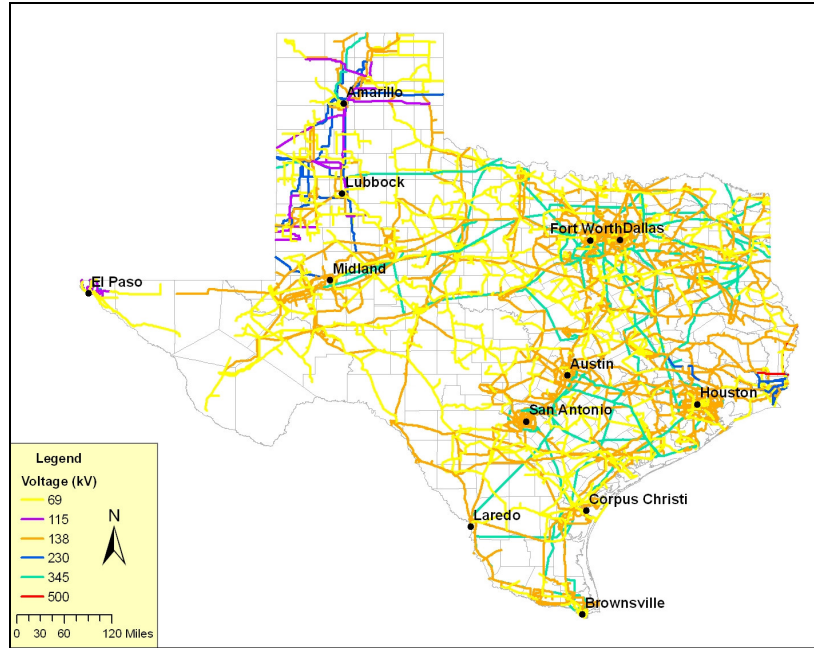 Amarillo
Lubbock
Fort Worth Dallas
El Paso
Midland
Austin
Houston
San Antonio
Corpus Christi
Laredo
Brownsville
Legend
Voltage (kV)
69
115
138
230
345
500
N
0 30 60 120 Miles